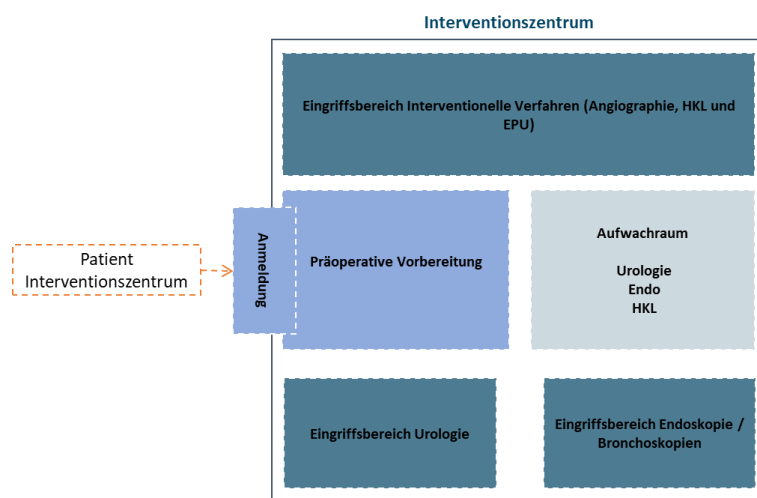 Interventionszentrum
Eingriffsbereich Interventionelle Verfahren (Angiographie, HKL und
EPU)
Patient
Interventionszentrum
Anmeldung
Präoperative Vorbereitung
Aufwachraum
Urologie
Endo
HKL
Eingriffsbereich Urologie
Eingriffsbereich Endoskopie /
Bronchoskopien